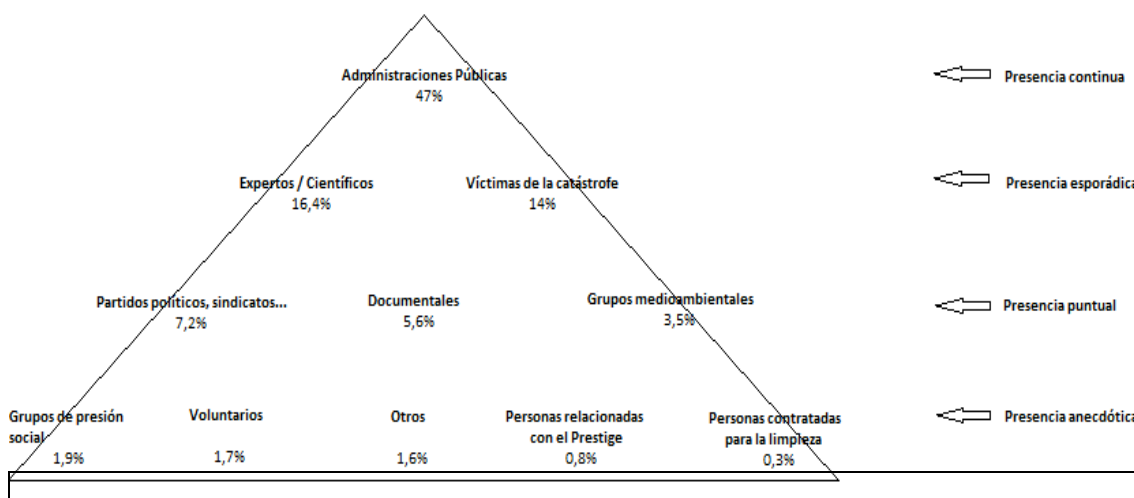 Administraciones Públicas
47%
Presencia continua
Expertos / Científicos
16,4%
Víctimas de la catástrofe
14%
Presencia esporádica
Partidos políticos, sindicatos...
7,2%
Documentales
5,6%
Grupos medioambientales
3,5%
Presencia puntual
Grupos de presión
social
1,9%
Voluntarios
1,7%
Otros
1,6%
Personas relacionadas
con el Prestige
0,8%
Personas contratadas
para la limpieza
0,3%
Presencia anecdótica